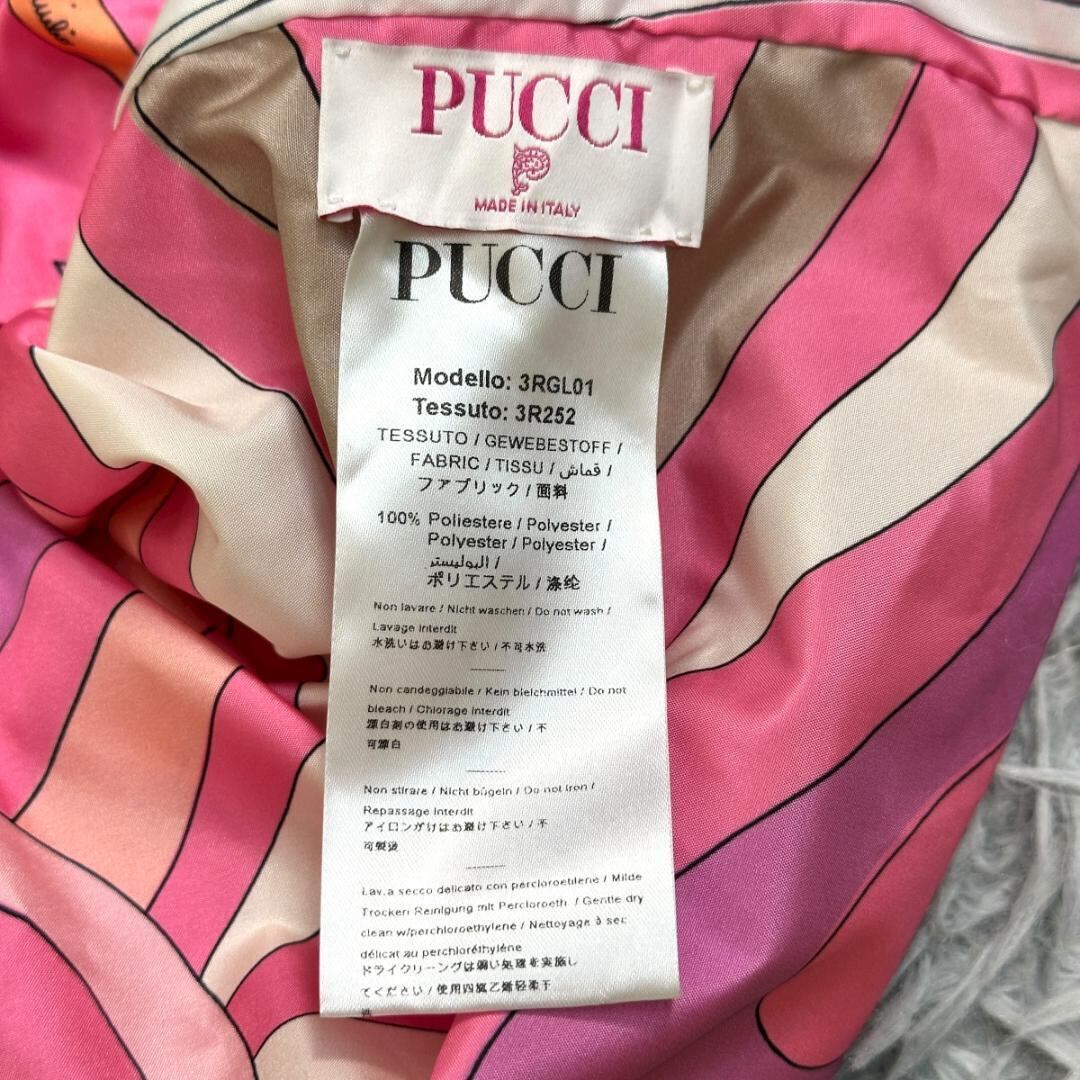 PUCCI
MADE IN ITALY
PUCCI
Modello: 3RGL01
Tessuto: 3R252
TESSUTO / GEWEBESTOFF /
FABRIC / TISSU / قماش /
ファブリック / 面料
100% Poliestere / Polyester /
Polyester / Polyester /
البوليستر /
ポリエステル / 涤纶
Non lavare / Nicht waschen / Do not wash /
Lavage interdit
水洗いはお避け下さい / 不可水洗
Non candeggiabile / Kein bleichmittel / Do not
bleach / Chlorage interdit
漂白剤の使用はお避け下さい / 不
可漂白
Non stirare / Nicht bügeln / Do not iron /
Repassage interdit
アイロンがけはお避け下さい / 不
可熨烫
Lav.a secco delicato con percloroetilene / Milde
Trocken Reinigung mit Percloroeth. / Gentle dry
clean w/perchloroethylene / Nettoyage à sec
délicat au perchloréthylène
ドライクリーニングは弱い処理を実施し
てください / 使用四氯乙烯轻柔干